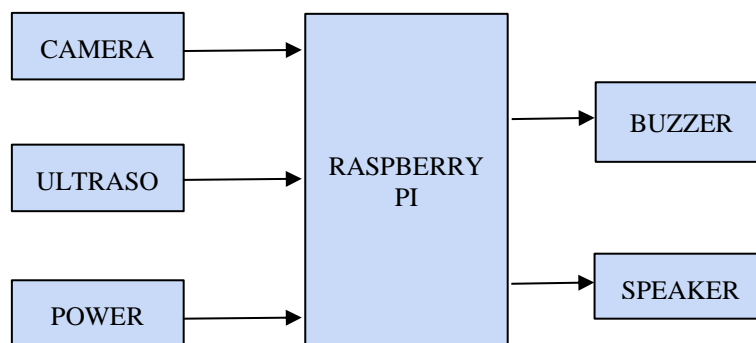 CAMERA
ULTRASO
POWER
RASPBERRY
PI
BUZZER
SPEAKER